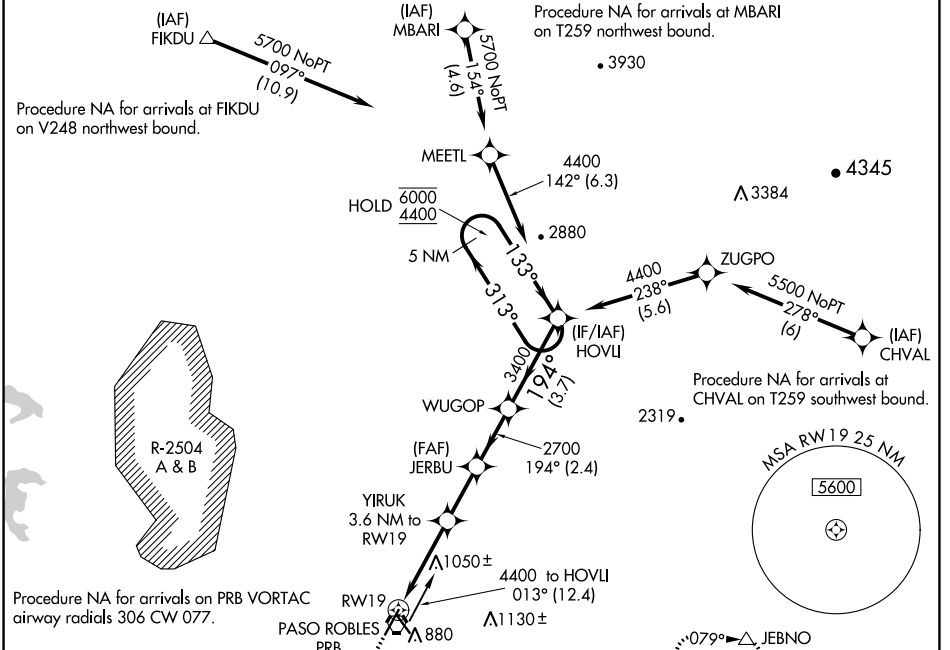 (IAF)
FIKDU
5700 NoPT
097°
(10.9)
(IAF)
MBARI
5700 NoPT
154°
(4.6)
Procedure NA for arrivals at MBARI
on T259 northwest bound.
3930
Procedure NA for arrivals at FIKDU
on V248 northwest bound.
MEETL
4400
142° (6.3)
4345
3384
HOLD
6000
4400
2880
5 NM
133°
313°
ZUGPO
4400
238°
(5.6)
5500 NoPT
278°
(6)
(IF/IAF)
HOVLI
(IAF)
CHVAL
3400
194°
(3.7)
Procedure NA for arrivals at
CHVAL on T259 southwest bound.
WUGOP
2319
R-2504
A & B
(FAF)
JERBU
2700
194° (2.4)
MSA RW19 25 NM
5600
YIRUK
3.6 NM to
RW19
1050 ±
4400 to HOVLI
013° (12.4)
Procedure NA for arrivals on PRB VORTAC
airway radials 306 CW 077.
RW19
1130 ±
PASO ROBLES
PRB
880
079°
JEBNO